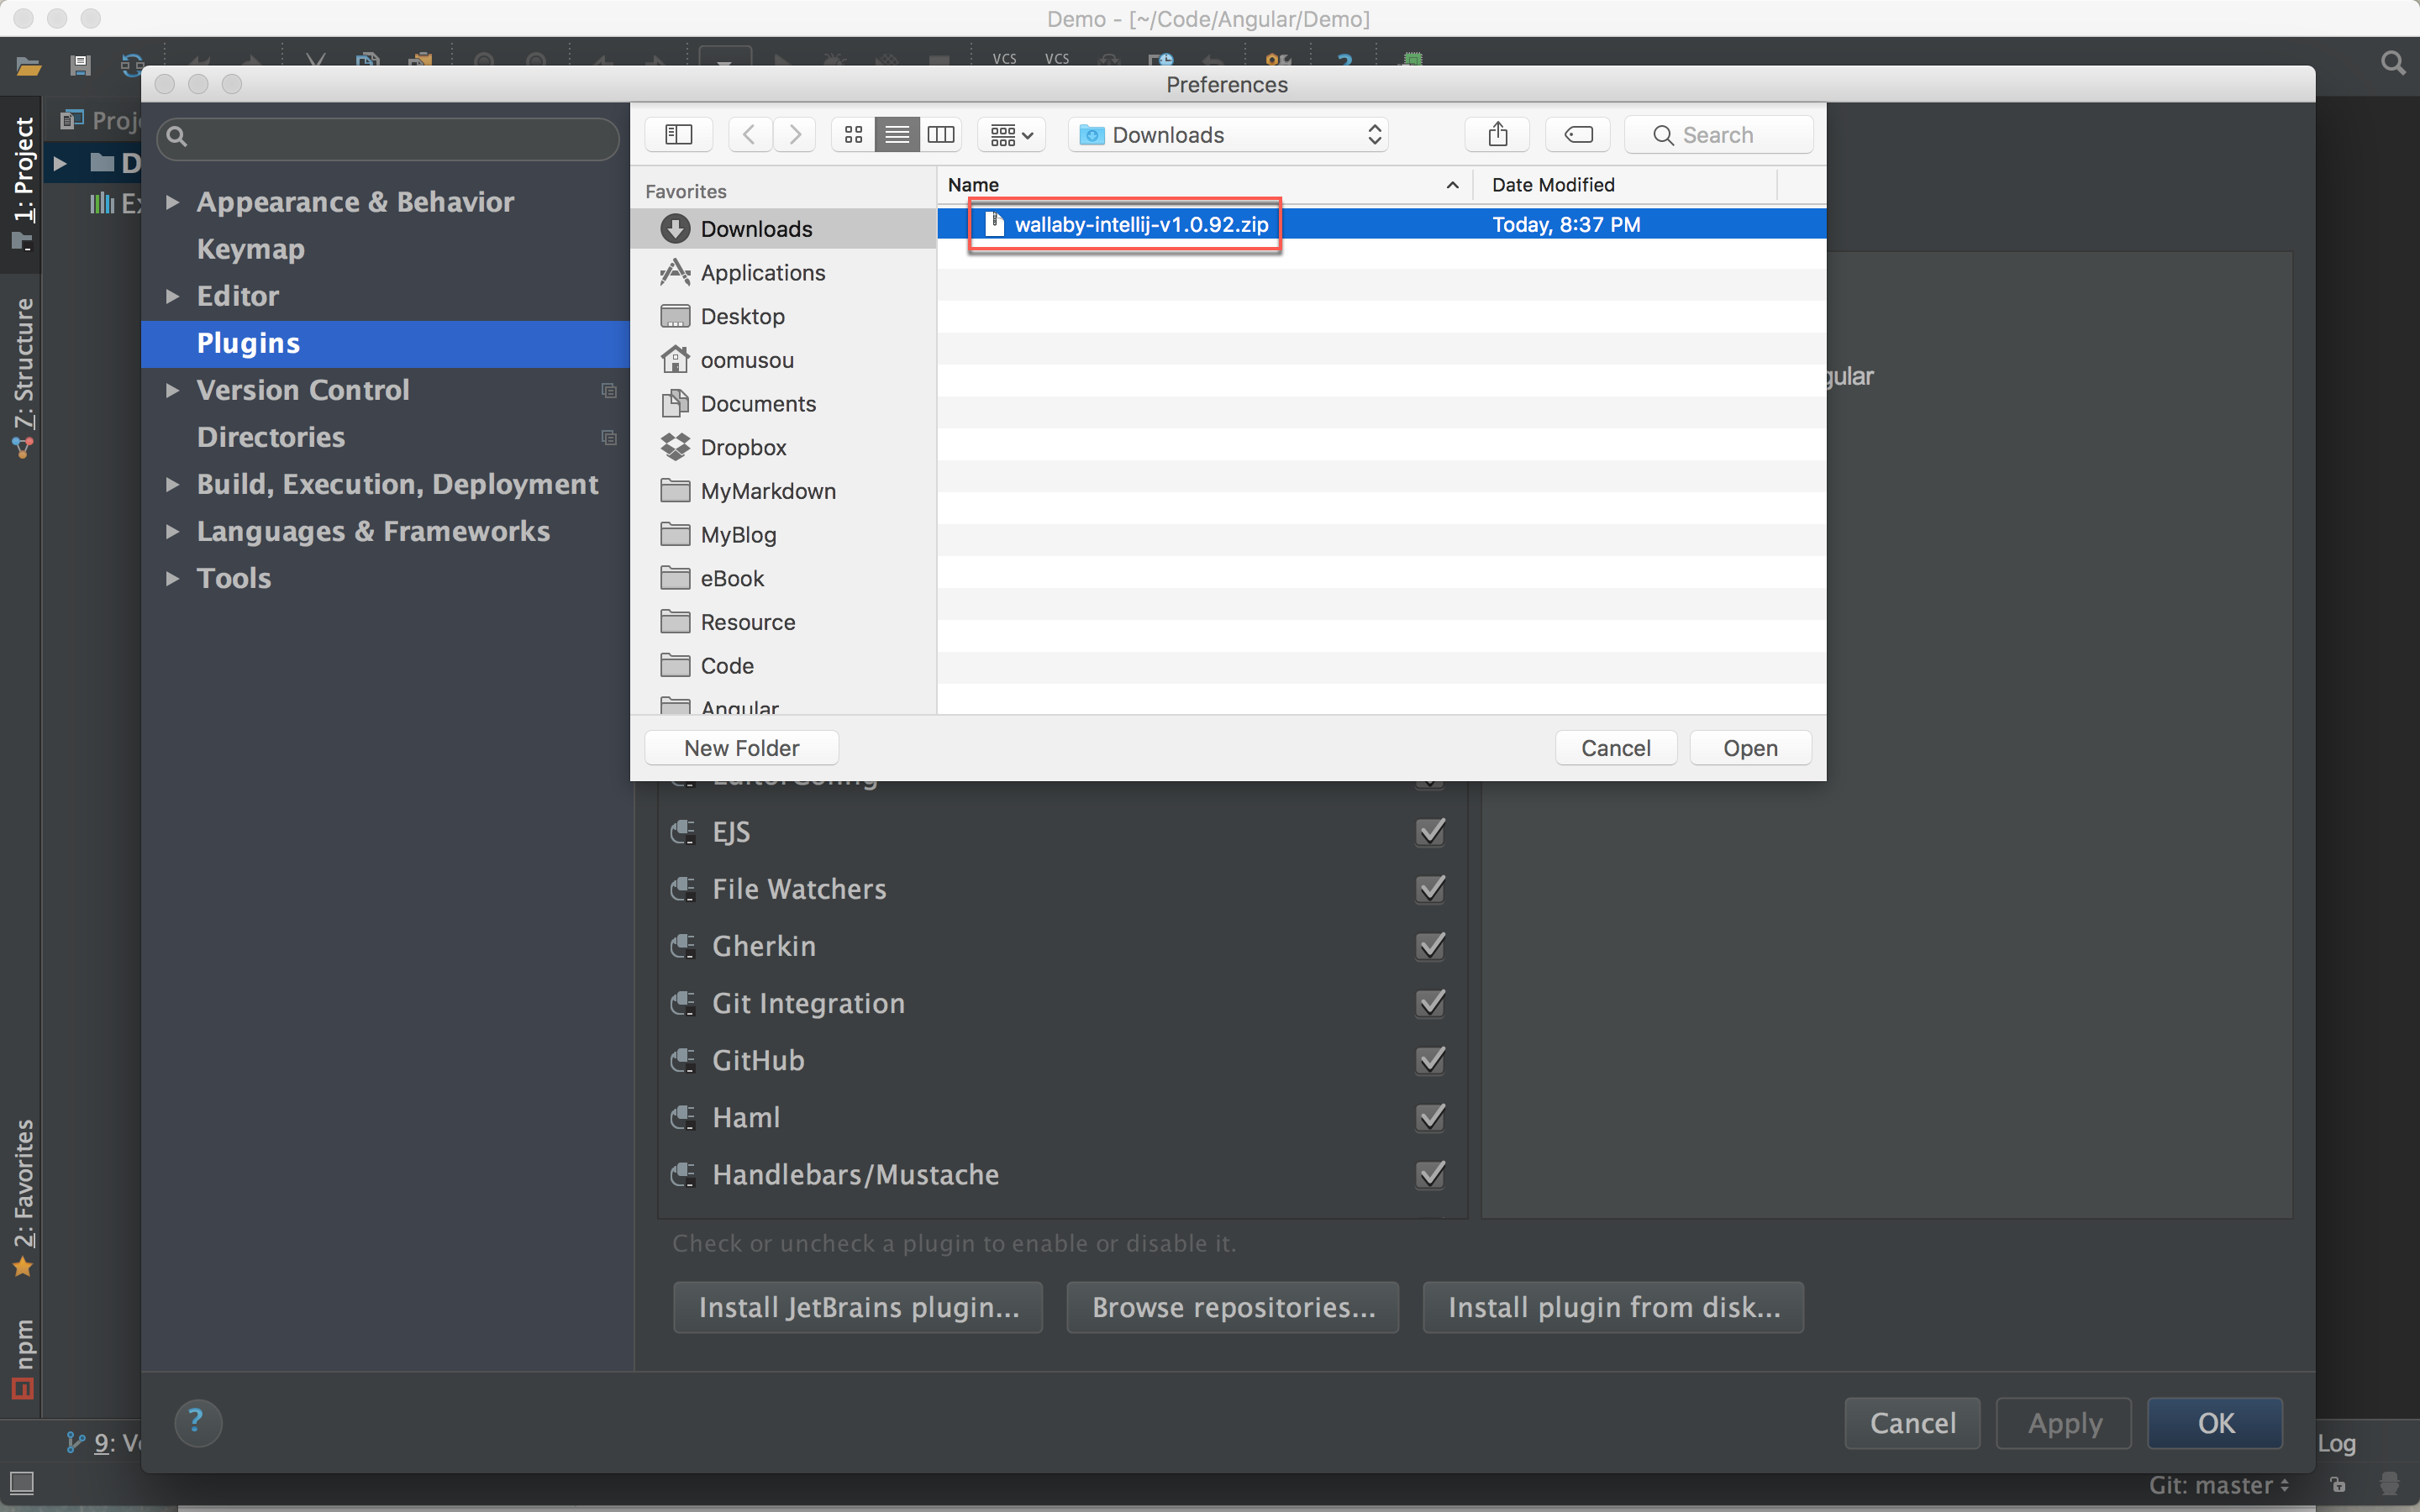 Demo - [~/Code/Angular/Demo]
VCS VCS
Preferences
1: Project
7: Structure
2: Favorites
npm
Proj
D
Ex
Appearance & Behavior
Keymap
Editor
Plugins
Version Control
Directories
Build, Execution, Deployment
Languages & Frameworks
Tools
Downloads
Search
Favorites
Downloads
Applications
Desktop
oomusou
Documents
Dropbox
MyMarkdown
MyBlog
eBook
Resource
Code
Angular
Name Date Modified
wallaby-intellij-v1.0.92.zip Today, 8:37 PM
New Folder Cancel Open
gular
EditorConfig
EJS
File Watchers
Gherkin
Git Integration
GitHub
Haml
Handlebars/Mustache
Check or uncheck a plugin to enable or disable it.
Install JetBrains plugin... Browse repositories... Install plugin from disk...
? Cancel Apply OK
9: Ve
Log
Git: master